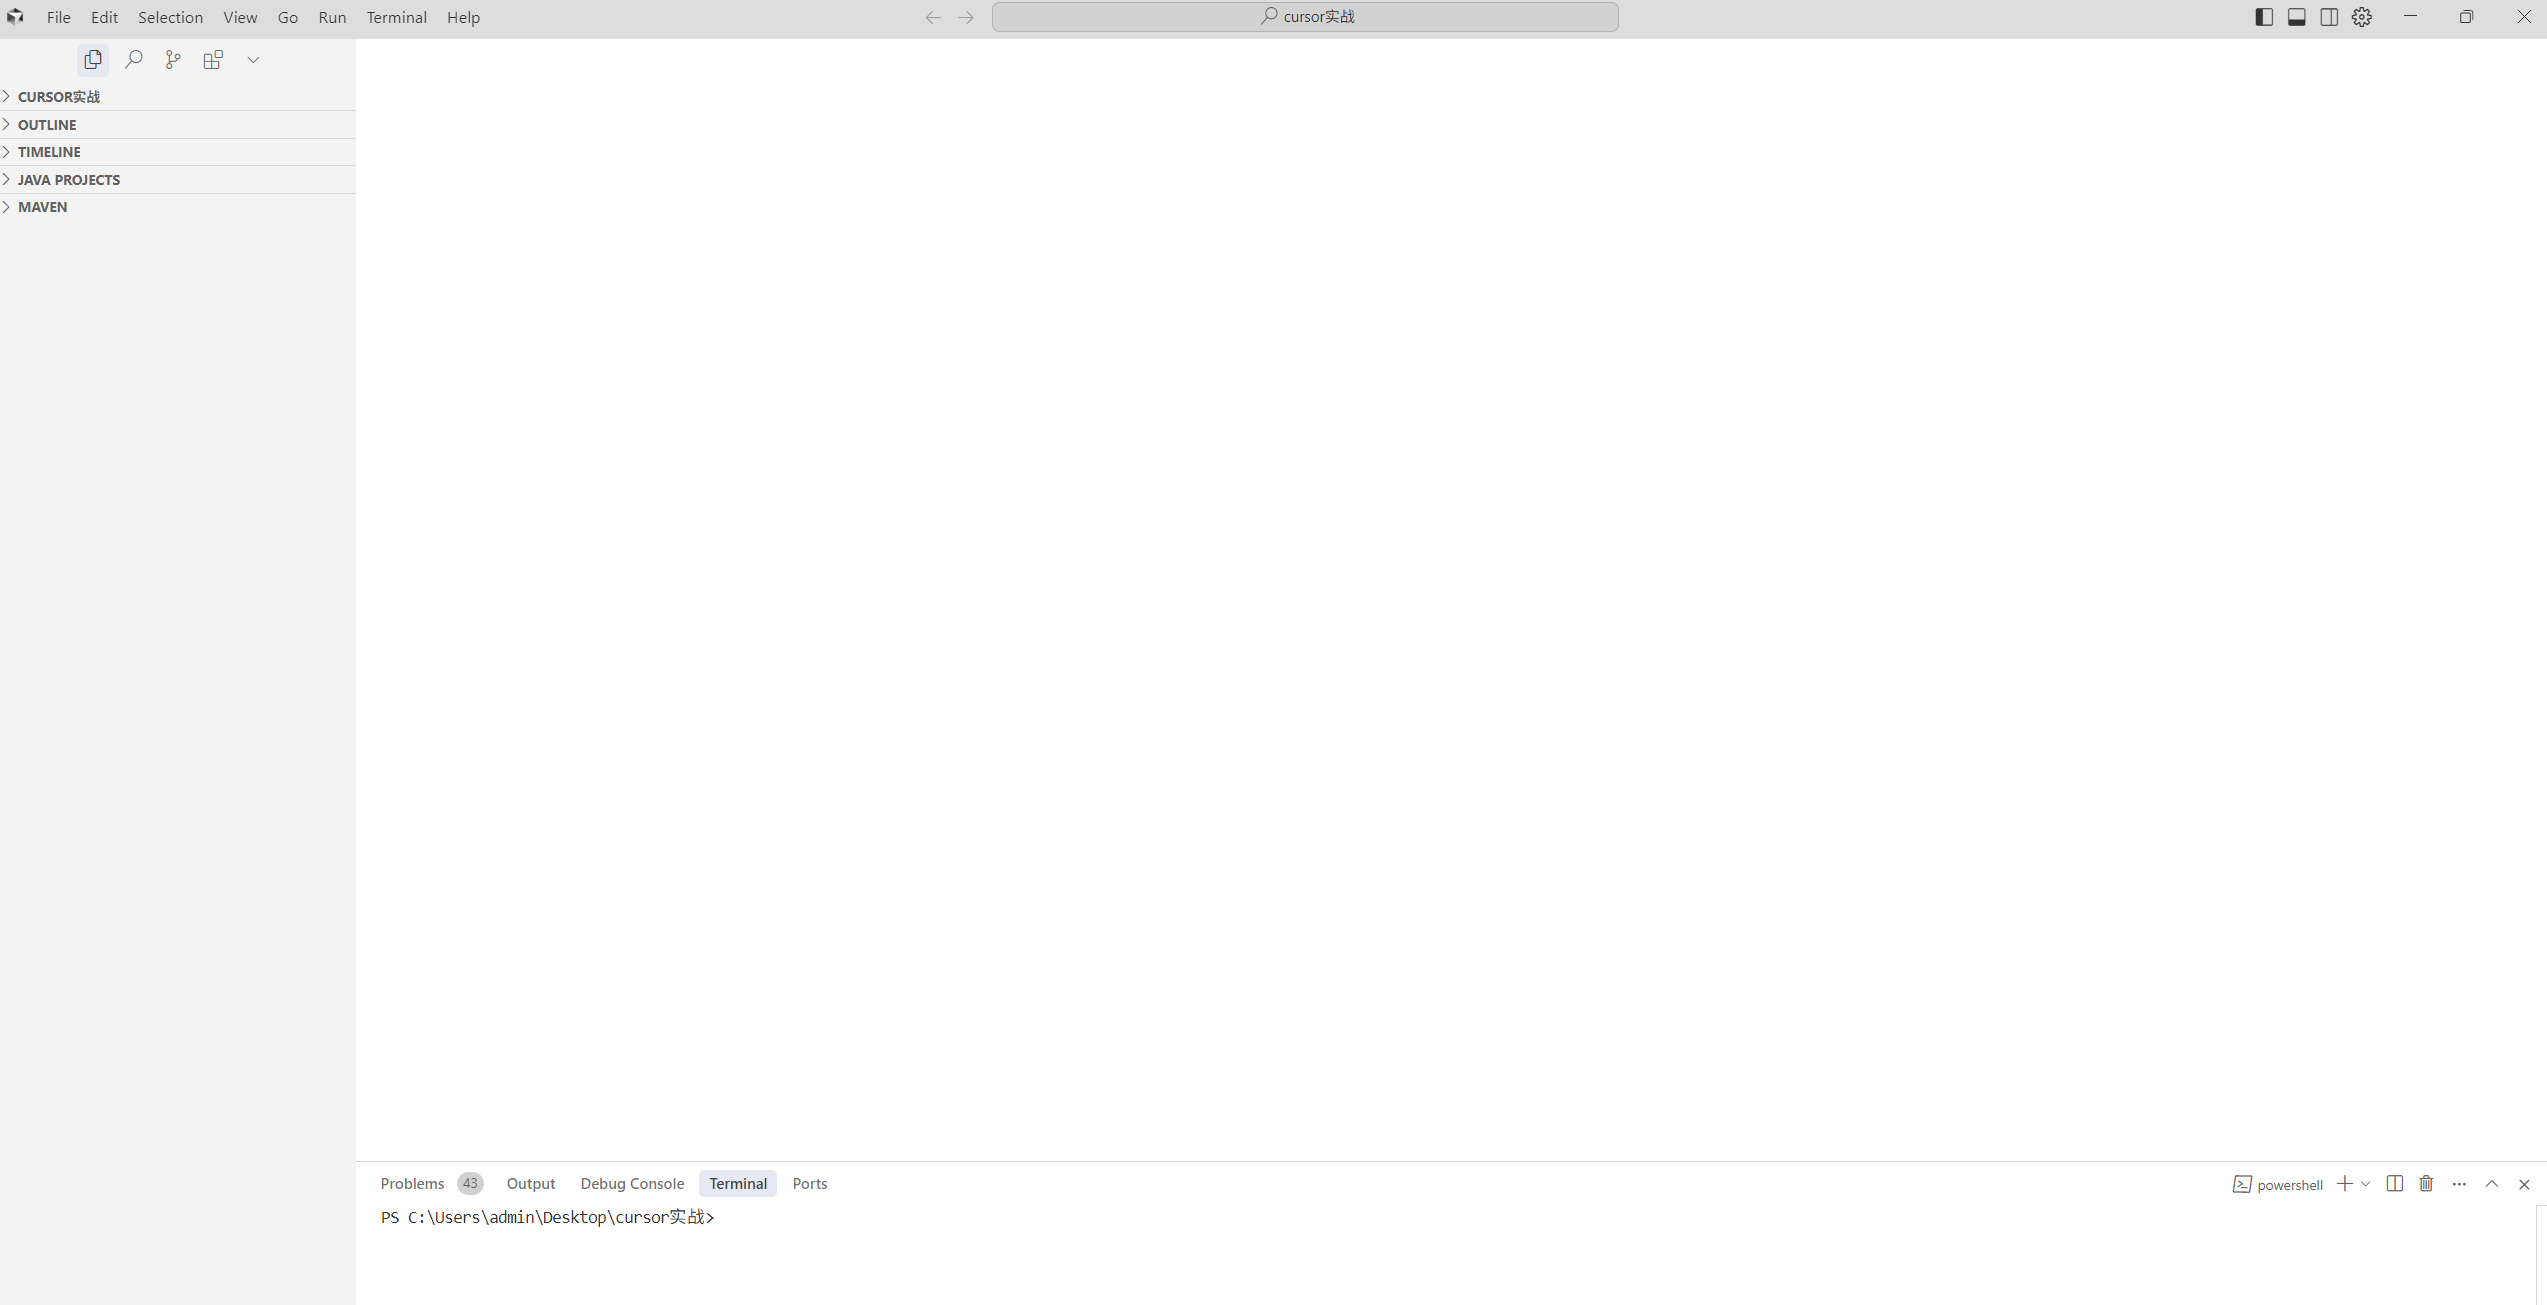 File Edit Selection View Go Run Terminal Help
cursor实战
CURSOR实战
OUTLINE
TIMELINE
JAVA PROJECTS
MAVEN
Problems 43 Output Debug Console Terminal Ports
powershell
PS C:\Users\admin\Desktop\cursor实战>